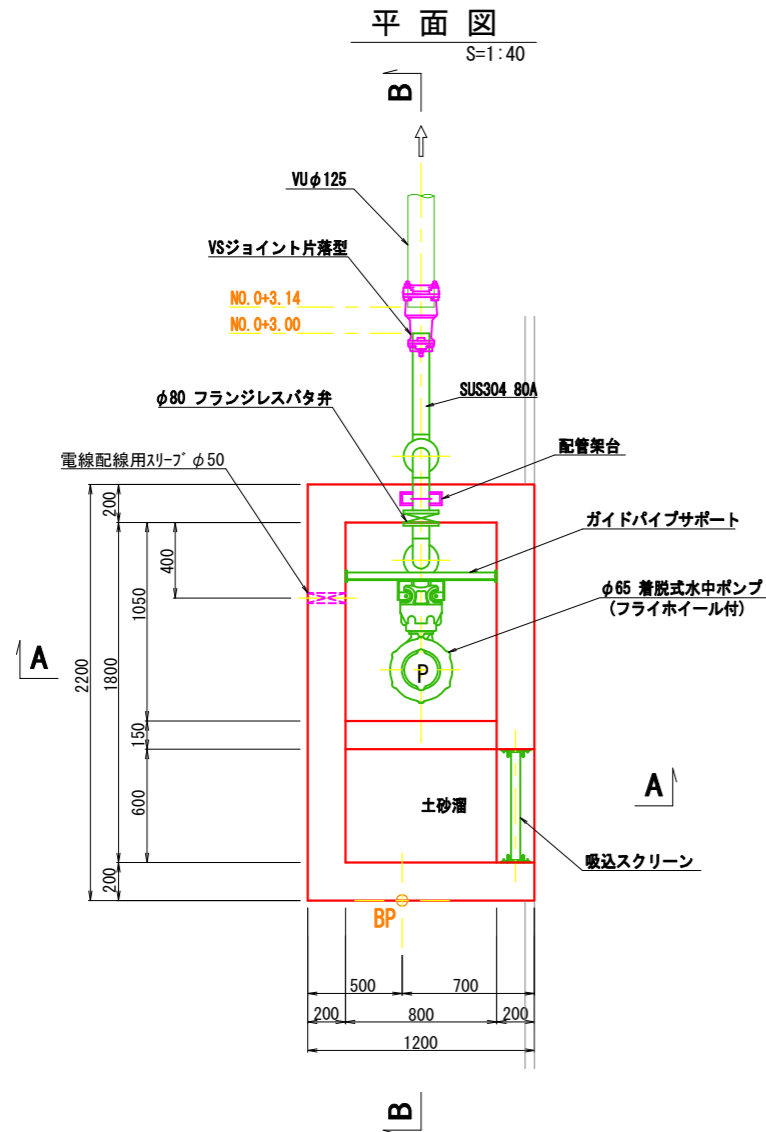 平面図
S=1:40
B
VUφ125
VSジョイント片落型
NO.0+3.14
NO.0+3.00
SUS304 80A
φ80 フランジレスバタ弁
配管架台
電線配線用スリーブφ50
ガイドパイプサポート
φ65 着脱式水中ポンプ
(フライホイール付)
200
400
1050
1800
2200
150
600
200
A
P
A
土砂溜
吸込スクリーン
BP
500
700
200
800
200
1200
B